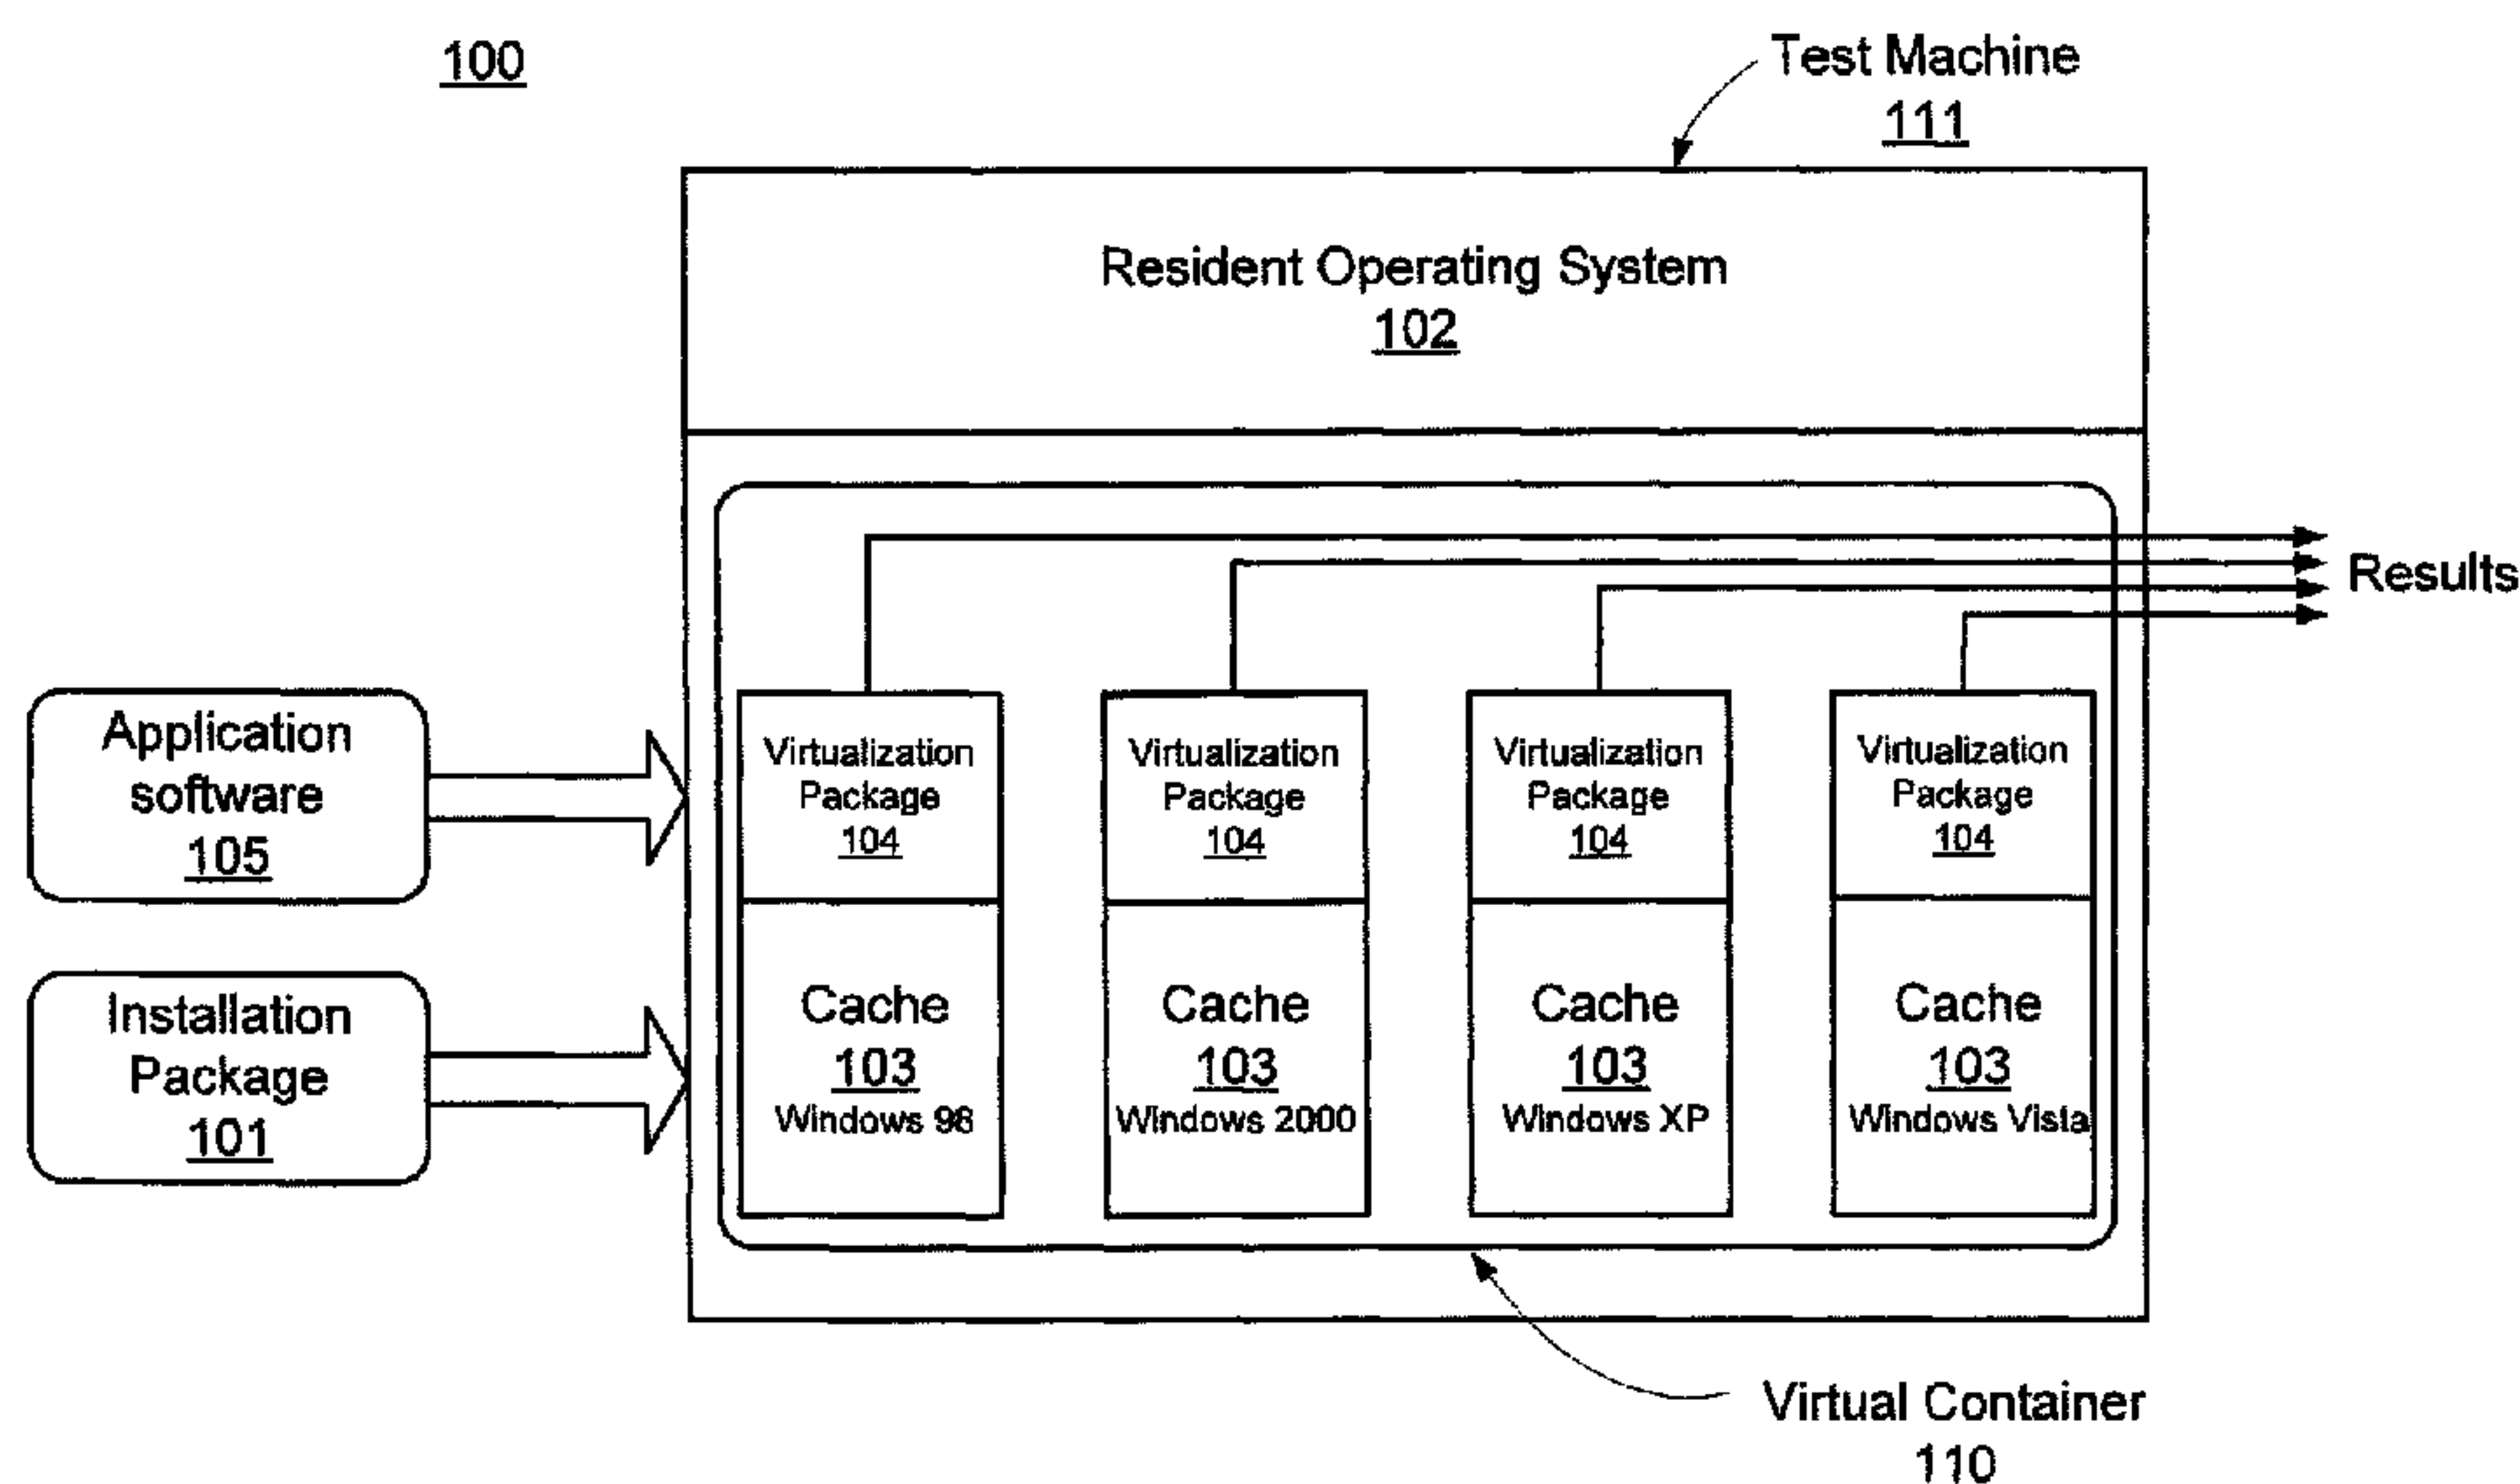 100
Test Machine
111
Resident Operating System
102
Results
Application
software
105
Installation
Package
101
Virtualization
Package
104
Cache
103
Windows 98
Virtualization
Package
104
Cache
103
Windows 2000
Virtualization
Package
104
Cache
103
Windows XP
Virtualization
Package
104
Cache
103
Windows Vista
Virtual Container
110